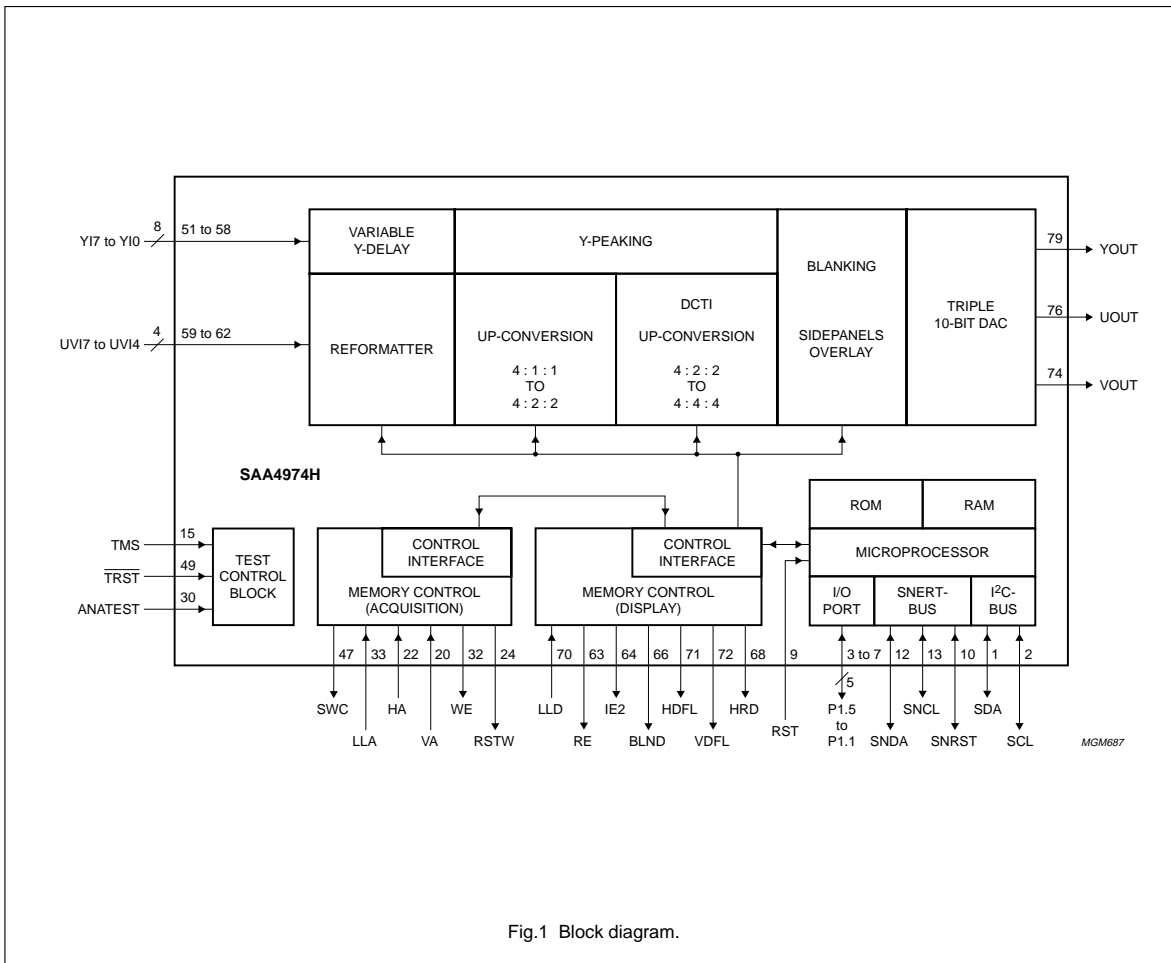 VARIABLE
Y-DELAY
Y-PEAKING
BLANKING
SIDEPANELS
OVERLAY
TRIPLE
10-BIT DAC
REFORMATTER
UP-CONVERSION
4 : 1 : 1
TO
4 : 2 : 2
DCTI
UP-CONVERSION
4 : 2 : 2
TO
4 : 4 : 4
YI7 to YI0
8
51 to 58
UVI7 to UVI4
4
59 to 62
79
YOUT
76
UOUT
74
VOUT
SAA4974H
TMS
15
TRST
49
ANATEST
30
TEST
CONTROL
BLOCK
CONTROL
INTERFACE
MEMORY CONTROL
(ACQUISITION)
CONTROL
INTERFACE
MEMORY CONTROL
(DISPLAY)
ROM
RAM
MICROPROCESSOR
I/O
PORT
SNERT-
BUS
I2C-
BUS
47 33 22 20 32 24 70 63 64 66 71 72 68 9 3 to 7 12 13 10 1 2
5
SWC HA WE LLD IE2 HDFL HRD P1.5 SNCL SDA
to
LLA VA RSTW RE BLND VDFL RST P1.1 SNDA SNRST SCL
MGM687
Fig.1 Block diagram.